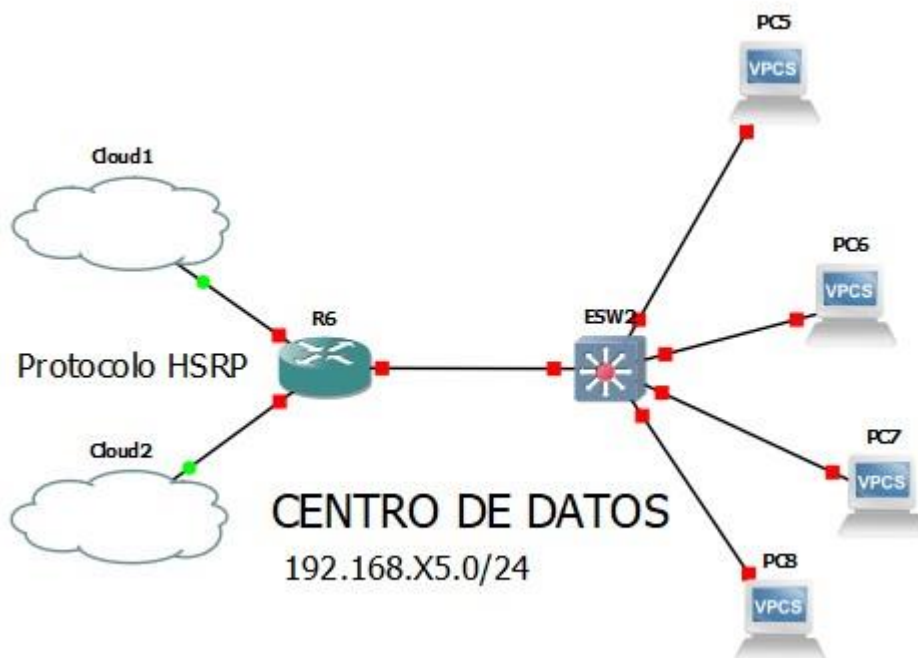 PC5
VPCS
Cloud1
PC6
VPCS
R6
ESW2
Protocolo HSRP
Cloud2
PC7
VPCS
CENTRO DE DATOS
192.168.X5.0/24
PC8
VPCS